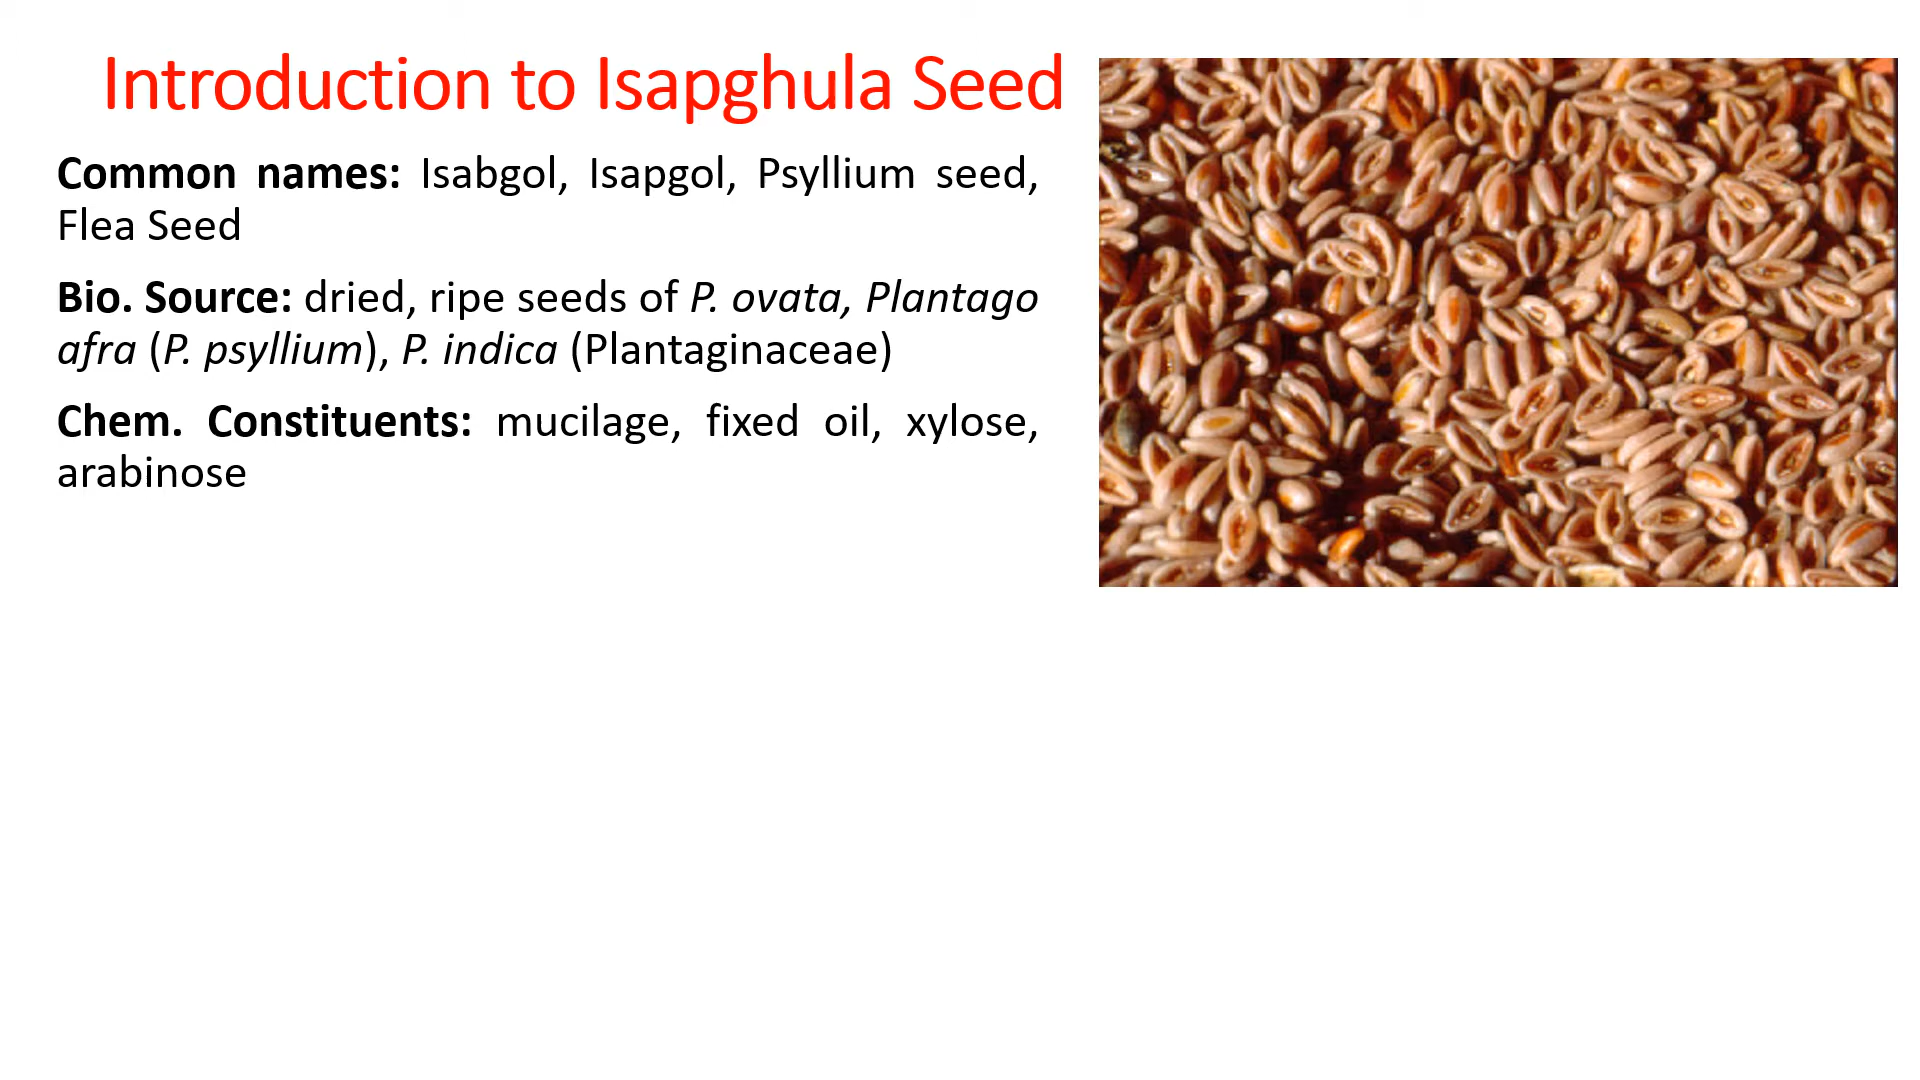 Introduction to Isapghula Seed
Common names: Isabgol, Isapgol, Psyllium seed,
Flea Seed
Bio. Source: dried, ripe seeds of P. ovata, Plantago
afra (P. psyllium), P. indica (Plantaginaceae)
Chem. Constituents: mucilage, fixed oil, xylose,
arabinose